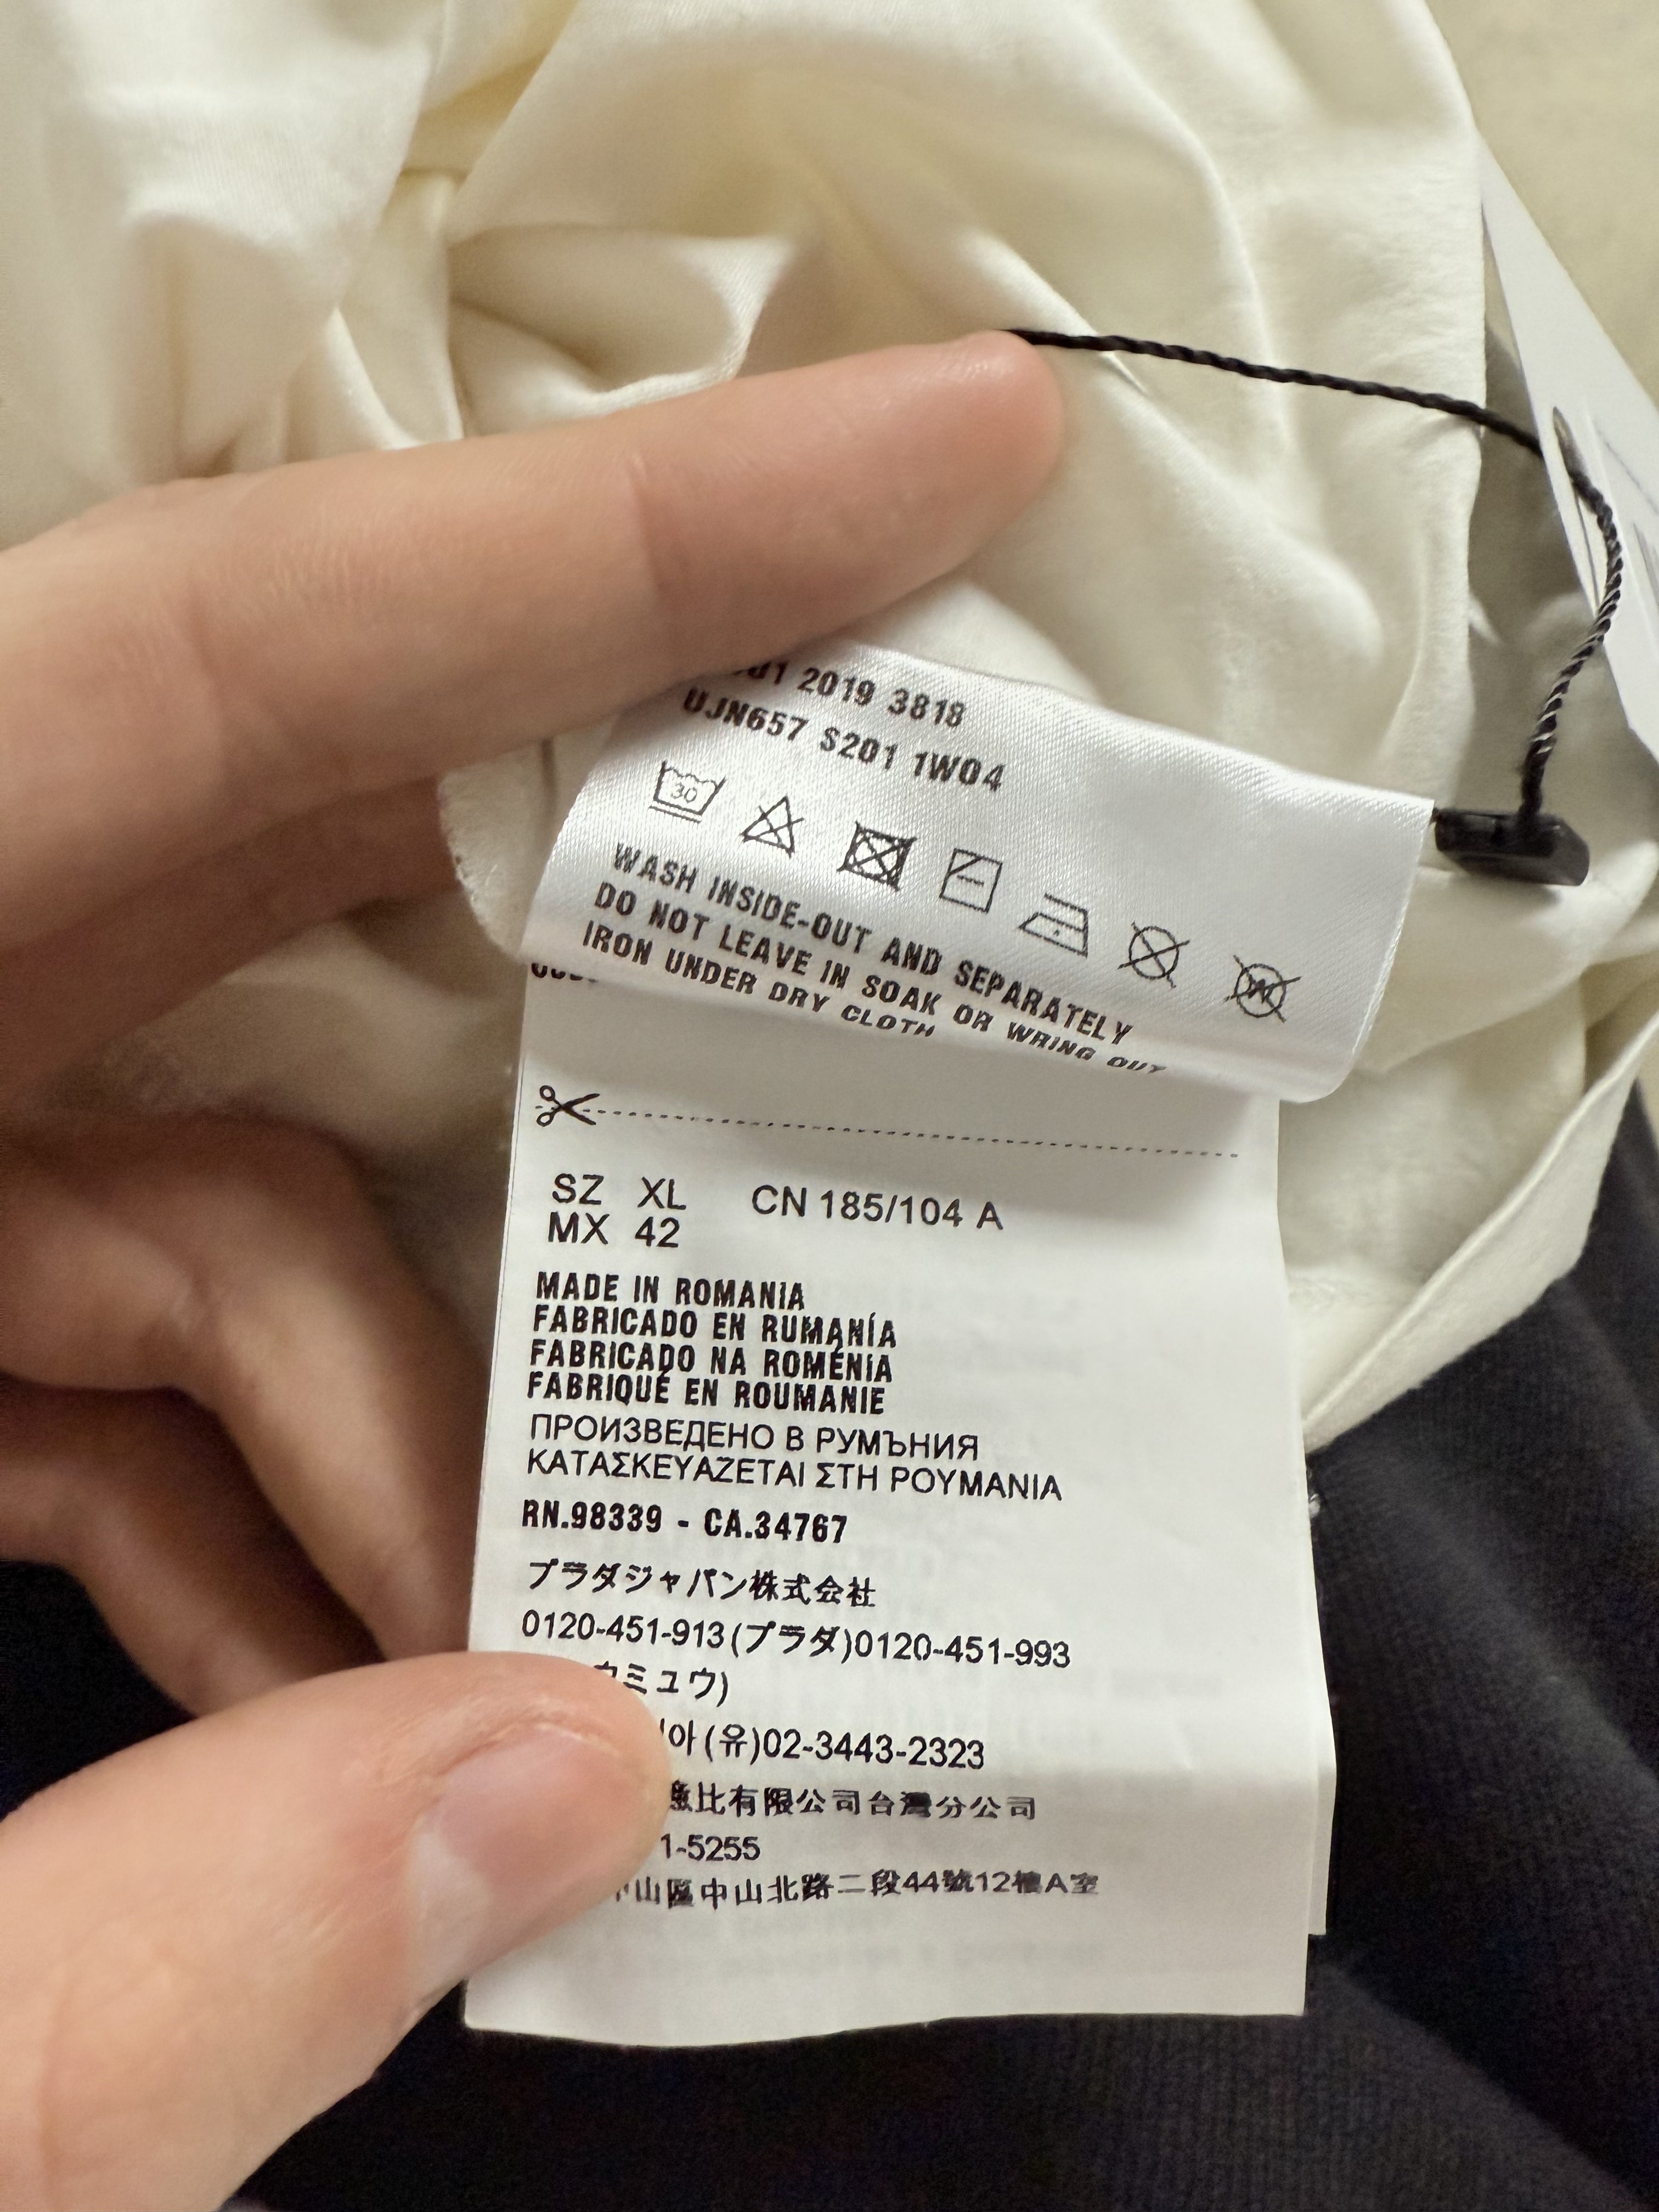 2019 3818
UJN657 S201 1W04
30
WASH INSIDE-OUT AND SEPARATELY
DO NOT LEAVE IN SOAK OR WRING OUT
IRON UNDER DRY CLOTH
SZ XL CN 185/104 A
MX 42
MADE IN ROMANIA
FABRICADO EN RUMANÍA
FABRICADO NA ROMÉNIA
FABRIQUÉ EN ROUMANIE
ПРОИЗВЕДЕНО В РУМЪНИЯ
ΚΑΤΑΣΚΕΥΑΖΕΤΑΙ ΣΤΗ ΡΟΥΜΑΝΙΑ
RN.98339 - CA.34767
プラダジャパン株式会社
0120-451-913(プラダ)0120-451-993
ミュウ)
아(유)02-3443-2323
比有限公司台灣分公司
1-5255
山區中山北路二段44號12樓A室